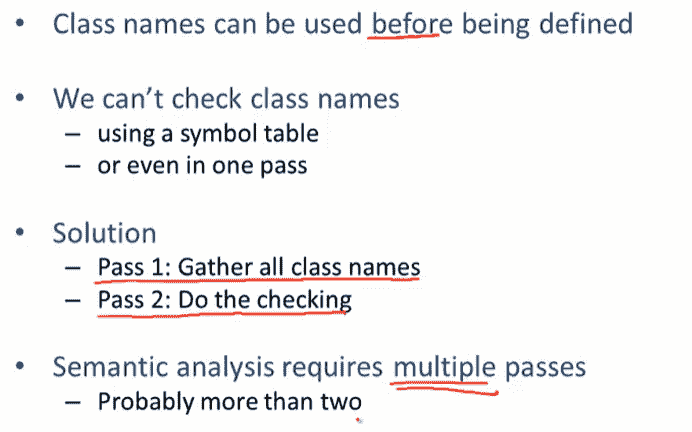 • Class names can be used before being defined
• We can't check class names
– using a symbol table
– or even in one pass
• Solution
– Pass 1: Gather all class names
– Pass 2: Do the checking
• Semantic analysis requires multiple passes
– Probably more than two